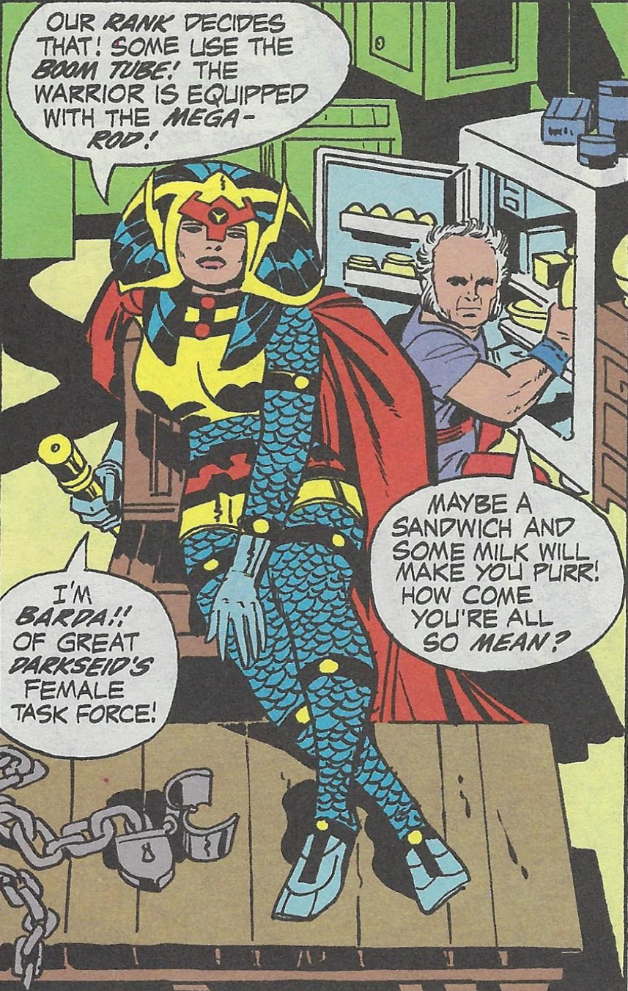 OUR RANK DECIDES
THAT! SOME USE THE
BOOM TUBE! THE
WARRIOR IS EQUIPPED
WITH THE MEGA-
ROD!
I'M
BARDA!!
OF GREAT
DARKSEID'S
FEMALE
TASK FORCE!
MAYBE A
SANDWICH AND
SOME MILK WILL
MAKE YOU PURR!
HOW COME
YOU'RE ALL
SO MEAN?